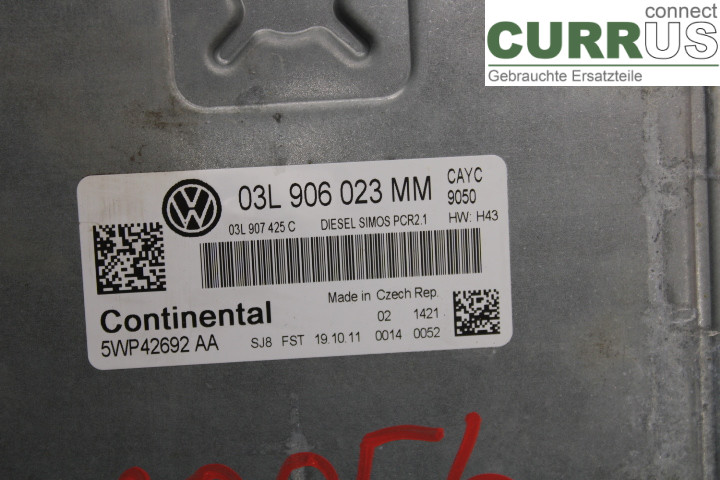 connect
CURRUS
Gebrauchte Ersatzteile
03L 906 023 MM
CAYC
9050
03L 907 425 C DIESEL SIMOS PCR2.1 HW: H43
Continental
Made in Czech Rep.
02 1421
5WP42692 AA SJ8 FST 19.10.11 0014 0052